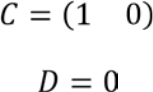 C = (1 0)
D = 0